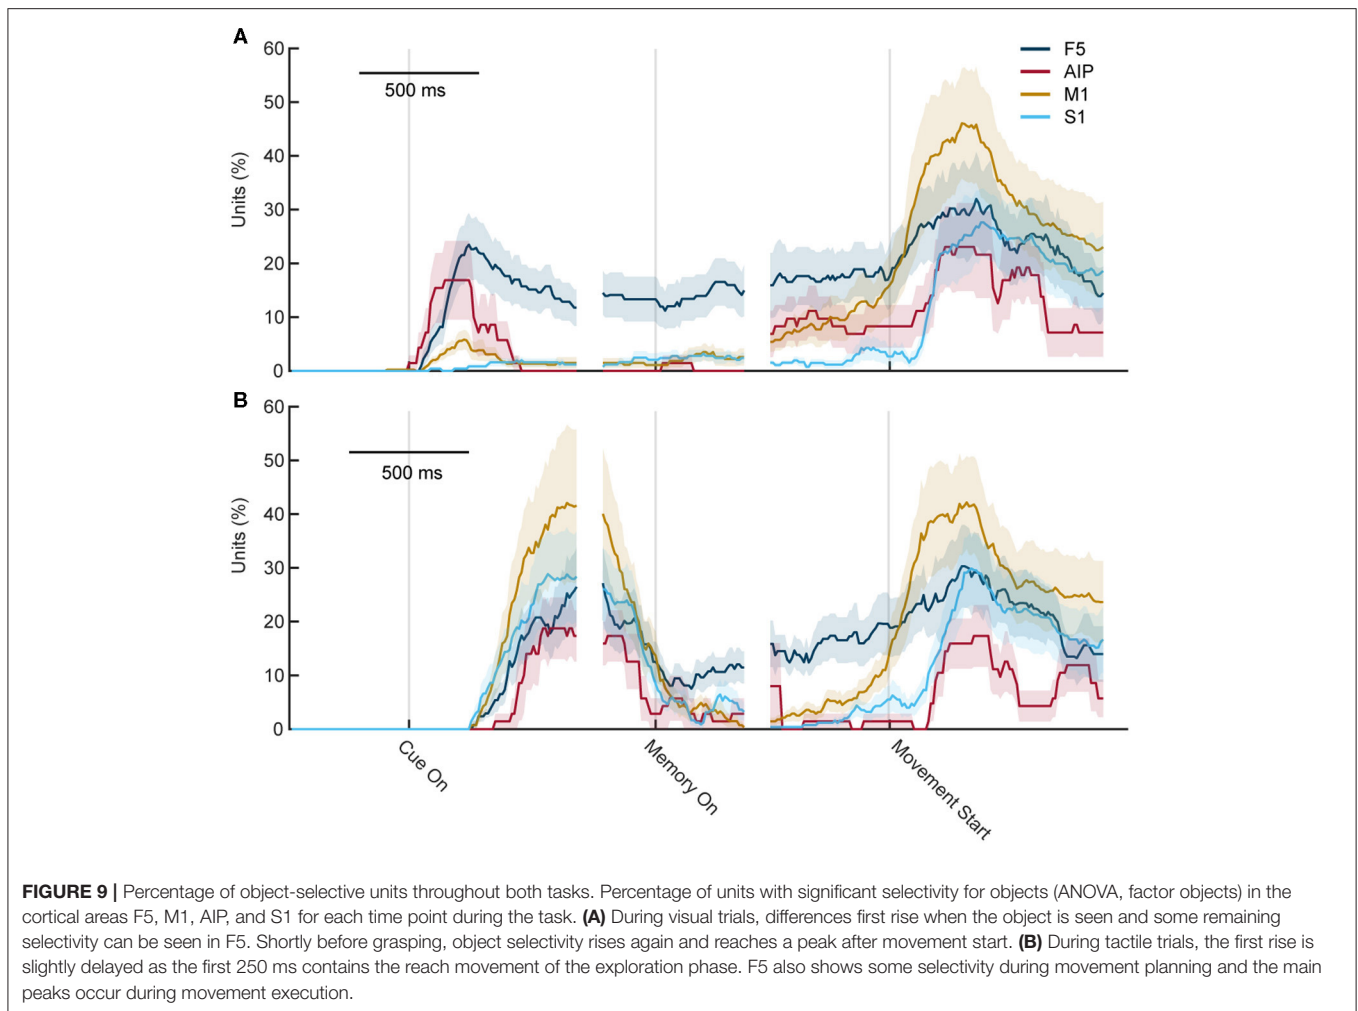 A
60
50
40
30
20
10
0
Units (%)
500 ms
F5
AIP
M1
S1
B
60
50
40
30
20
10
0
Units (%)
500 ms
Cue On
Memory On
Movement Start
FIGURE 9 | Percentage of object-selective units throughout both tasks. Percentage of units with significant selectivity for objects (ANOVA, factor objects) in the
cortical areas F5, M1, AIP, and S1 for each time point during the task. (A) During visual trials, differences first rise when the object is seen and some remaining
selectivity can be seen in F5. Shortly before grasping, object selectivity rises again and reaches a peak after movement start. (B) During tactile trials, the first rise is
slightly delayed as the first 250 ms contains the reach movement of the exploration phase. F5 also shows some selectivity during movement planning and the main
peaks occur during movement execution.